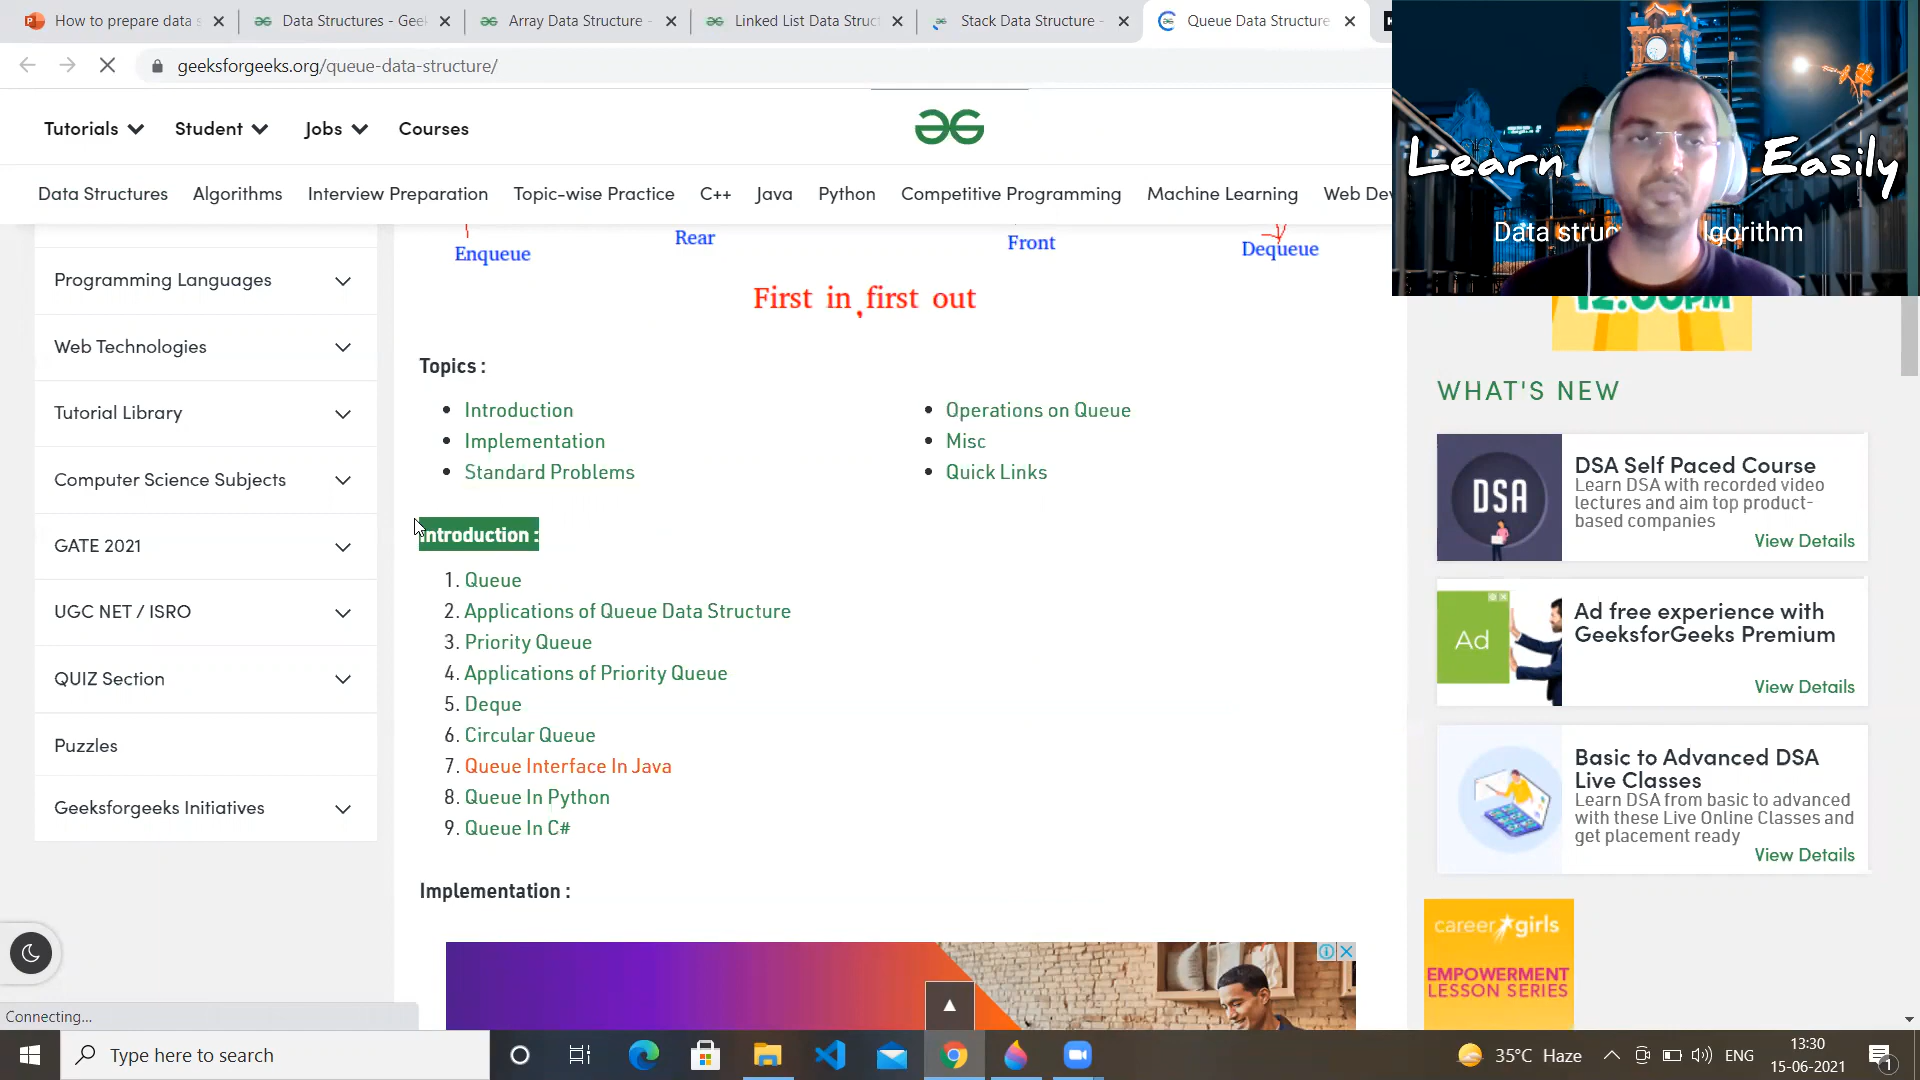 How to prepare data s
Data Structures - Geek
Array Data Structure -
Linked List Data Struct
Stack Data Structure -
Queue Data Structure
geeksforgeeks.org/queue-data-structure/
Tutorials
Student
Jobs
Courses
Learn Easily
Data struc lgorithm
Data Structures
Algorithms
Interview Preparation
Topic-wise Practice
C++
Java
Python
Competitive Programming
Machine Learning
Web Dev
Enqueue
Rear
Front
Dequeue
First in, first out
12:00PM
Programming Languages
Web Technologies
Tutorial Library
Computer Science Subjects
GATE 2021
UGC NET / ISRO
QUIZ Section
Puzzles
Geeksforgeeks Initiatives
Topics :
Introduction
Implementation
Standard Problems
Operations on Queue
Misc
Quick Links
Introduction :
1. Queue
2. Applications of Queue Data Structure
3. Priority Queue
4. Applications of Priority Queue
5. Deque
6. Circular Queue
7. Queue Interface In Java
8. Queue In Python
9. Queue In C#
Implementation :
WHAT'S NEW
DSA
DSA Self Paced Course
Learn DSA with recorded video
lectures and aim top product-
based companies
View Details
Ad
Ad free experience with
GeeksforGeeks Premium
View Details
Basic to Advanced DSA
Live Classes
Learn DSA from basic to advanced
with these Live Online Classes and
get placement ready
View Details
career girls
EMPOWERMENT
LESSON SERIES
Connecting...
Type here to search
35°C Haze
ENG
13:30
15-06-2021
1